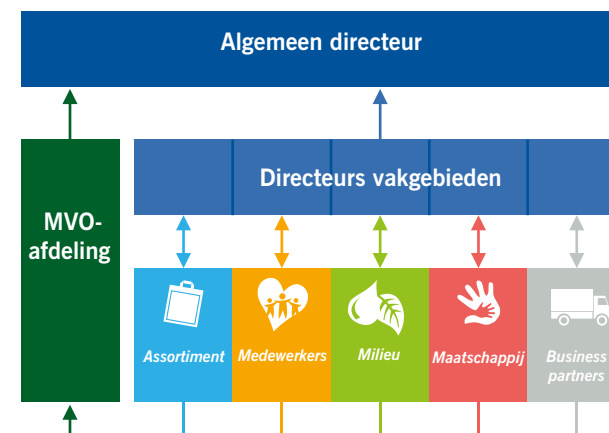 Algemeen directeur
Directeurs vakgebieden
MVO-
afdeling
Assortiment
Medewerkers
Milieu
Maatschappij
Business
partners